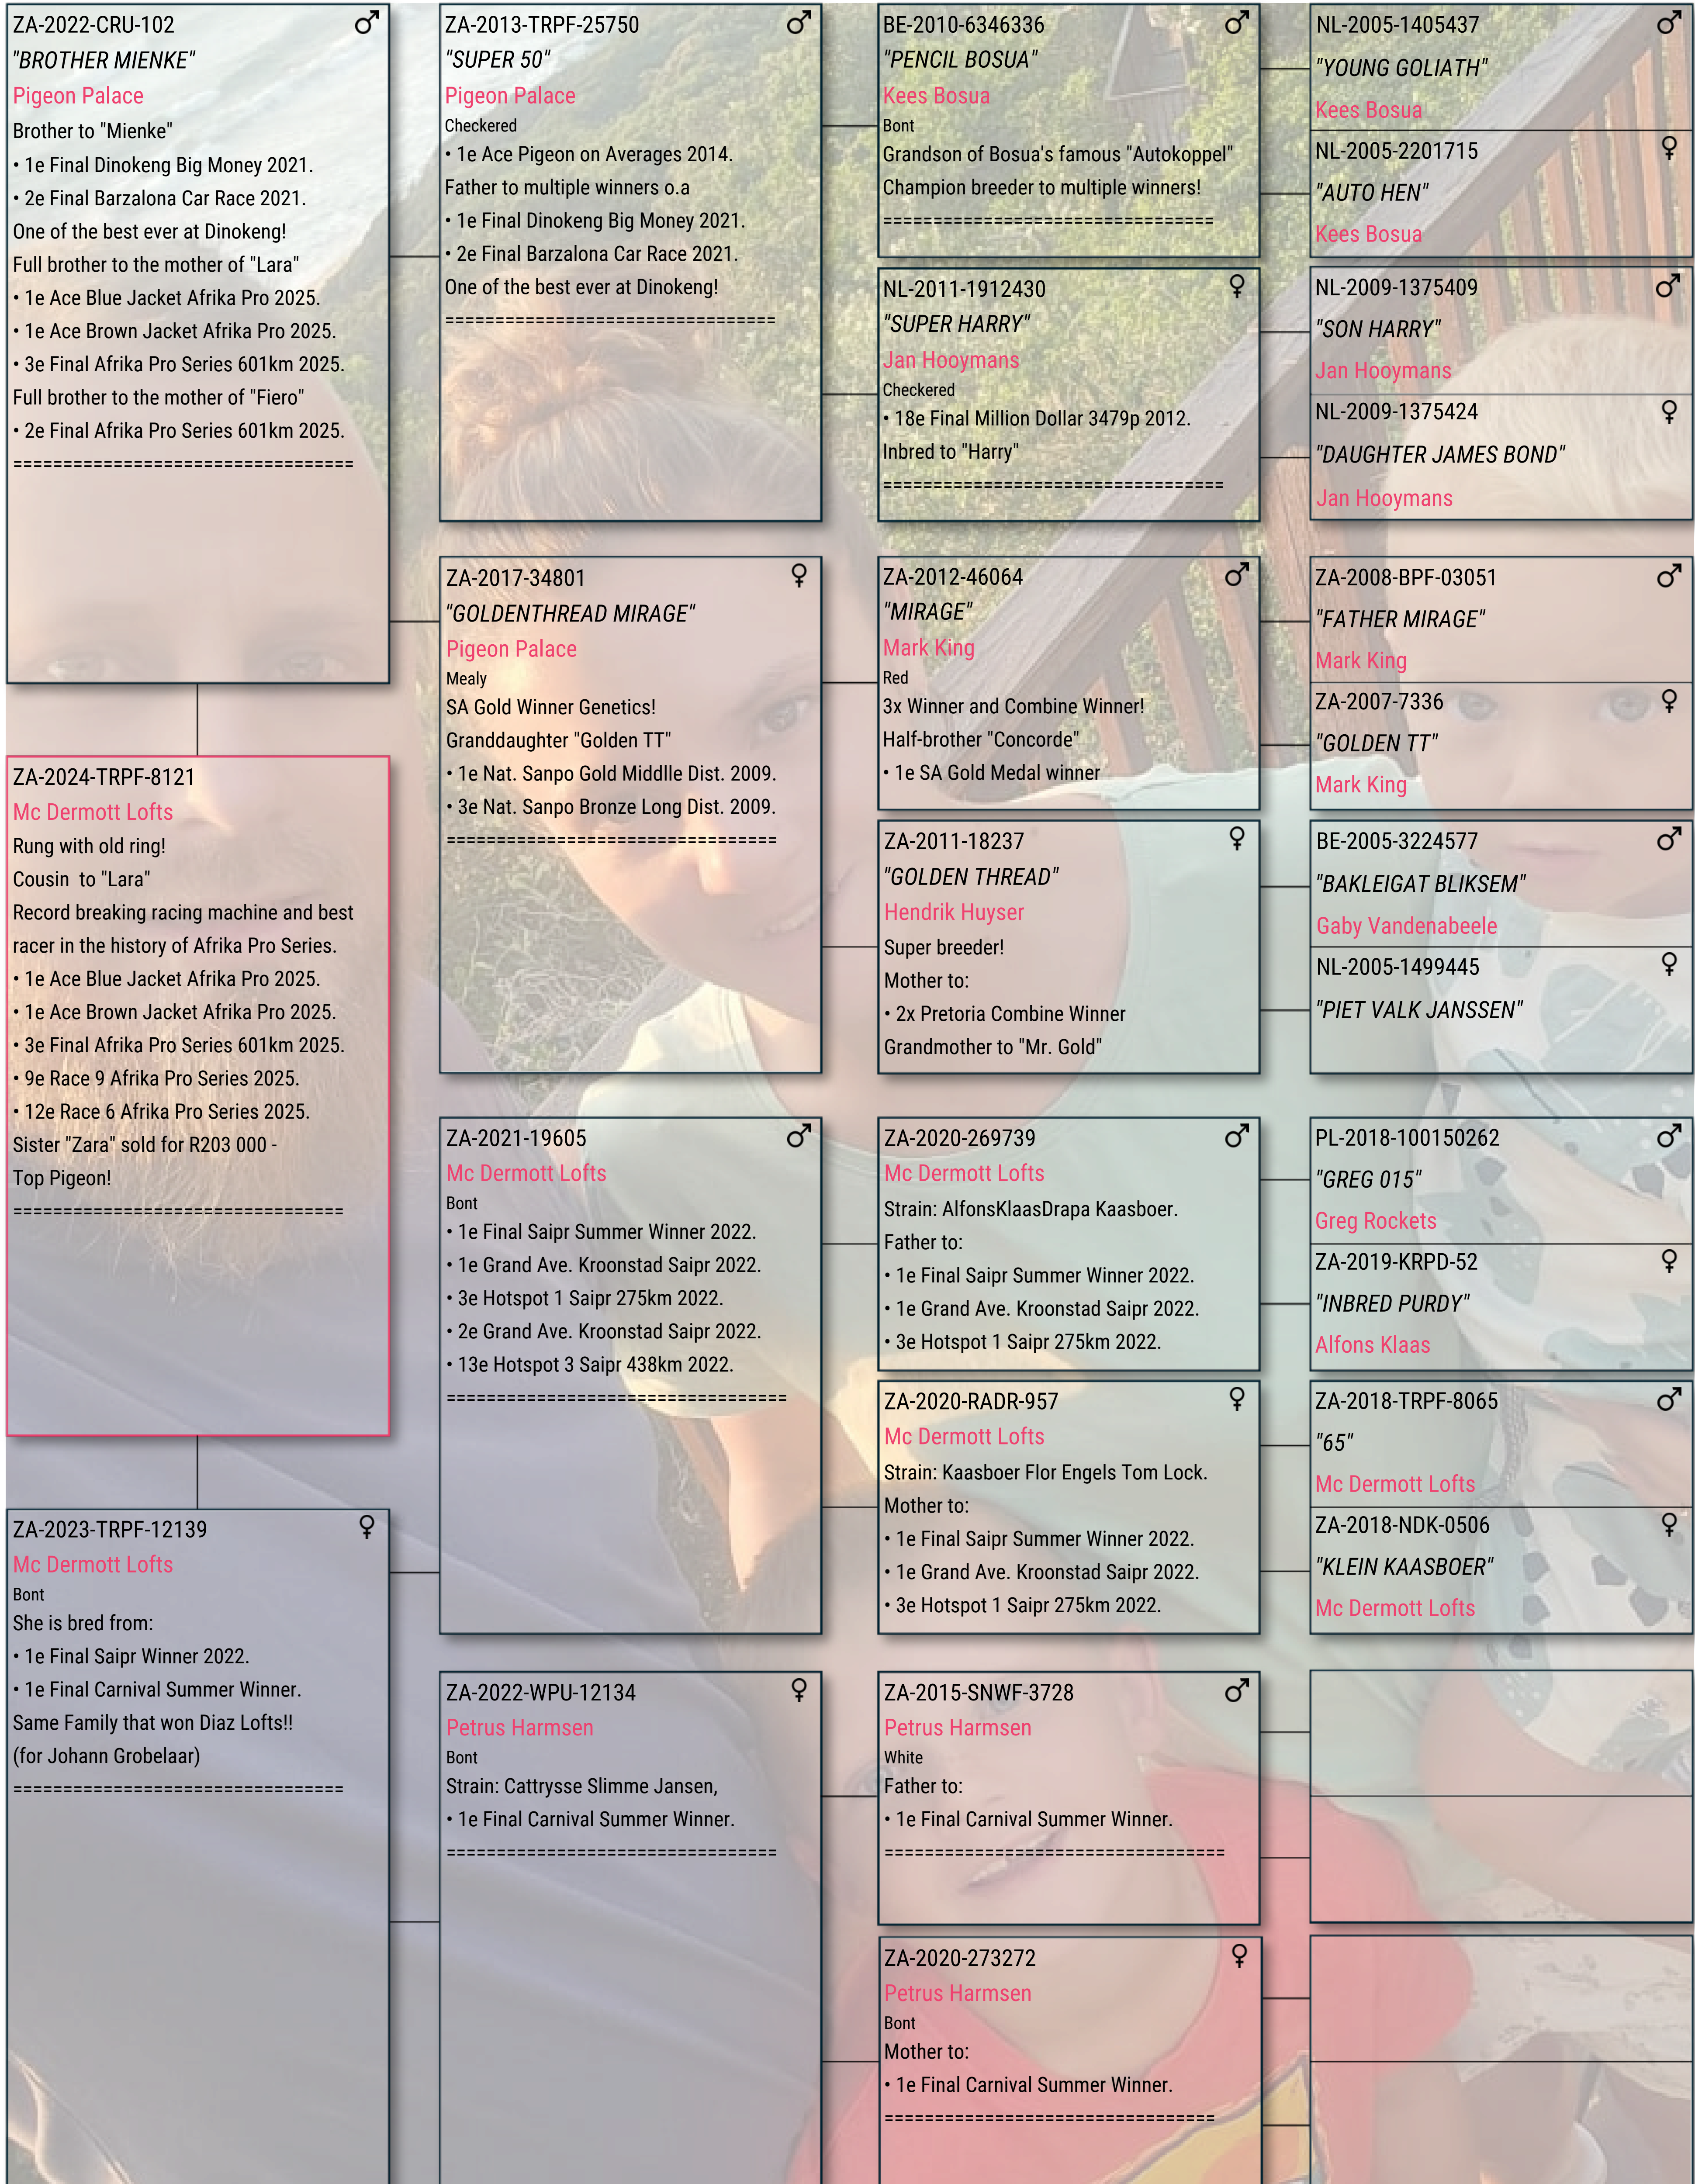 ZA-2022-CRU-102 ♂
"BROTHER MIENKE"
Pigeon Palace
Brother to "Mienke"
• 1e Final Dinokeng Big Money 2021.
• 2e Final Barzalona Car Race 2021.
One of the best ever at Dinokeng!
Full brother to the mother of "Lara"
• 1e Ace Blue Jacket Afrika Pro 2025.
• 1e Ace Brown Jacket Afrika Pro 2025.
• 3e Final Afrika Pro Series 601km 2025.
Full brother to the mother of "Fiero"
• 2e Final Afrika Pro Series 601km 2025.
==================================
ZA-2024-TRPF-8121
Mc Dermott Lofts
Rung with old ring!
Cousin  to "Lara"
Record breaking racing machine and best
racer in the history of Afrika Pro Series.
• 1e Ace Blue Jacket Afrika Pro 2025.
• 1e Ace Brown Jacket Afrika Pro 2025.
• 3e Final Afrika Pro Series 601km 2025.
• 9e Race 9 Afrika Pro Series 2025.
• 12e Race 6 Afrika Pro Series 2025.
Sister "Zara" sold for R203 000 -
Top Pigeon!
=================================
ZA-2023-TRPF-12139 ♀
Mc Dermott Lofts
Bont
She is bred from:
• 1e Final Saipr Winner 2022.
• 1e Final Carnival Summer Winner.
Same Family that won Diaz Lofts!!
(for Johann Grobelaar)
=================================
ZA-2013-TRPF-25750 ♂
"SUPER 50"
Pigeon Palace
Checkered
• 1e Ace Pigeon on Averages 2014.
Father to multiple winners o.a
• 1e Final Dinokeng Big Money 2021.
• 2e Final Barzalona Car Race 2021.
One of the best ever at Dinokeng!
=================================
ZA-2017-34801 ♀
"GOLDENTHREAD MIRAGE"
Pigeon Palace
Mealy
SA Gold Winner Genetics!
Granddaughter "Golden TT"
• 1e Nat. Sanpo Gold Middlle Dist. 2009.
• 3e Nat. Sanpo Bronze Long Dist. 2009.
=================================
ZA-2021-19605 ♂
Mc Dermott Lofts
Bont
• 1e Final Saipr Summer Winner 2022.
• 1e Grand Ave. Kroonstad Saipr 2022.
• 3e Hotspot 1 Saipr 275km 2022.
• 2e Grand Ave. Kroonstad Saipr 2022.
• 13e Hotspot 3 Saipr 438km 2022.
==================================
ZA-2022-WPU-12134 ♀
Petrus Harmsen
Bont
Strain: Cattrysse Slimme Jansen,
• 1e Final Carnival Summer Winner.
=================================
BE-2010-6346336 ♂
"PENCIL BOSUA"
Kees Bosua
Bont
Grandson of Bosua's famous "Autokoppel"
Champion breeder to multiple winners!
=================================
NL-2011-1912430 ♀
"SUPER HARRY"
Jan Hooymans
Checkered
• 18e Final Million Dollar 3479p 2012.
Inbred to "Harry"
==================================
ZA-2012-46064 ♂
"MIRAGE"
Mark King
Red
3x Winner and Combine Winner!
Half-brother "Concorde"
• 1e SA Gold Medal winner
ZA-2011-18237 ♀
"GOLDEN THREAD"
Hendrik Huyser
Super breeder!
Mother to:
• 2x Pretoria Combine Winner
Grandmother to "Mr. Gold"
ZA-2020-269739 ♂
Mc Dermott Lofts
Strain: AlfonsKlaasDrapa Kaasboer.
Father to:
• 1e Final Saipr Summer Winner 2022.
• 1e Grand Ave. Kroonstad Saipr 2022.
• 3e Hotspot 1 Saipr 275km 2022.
ZA-2020-RADR-957 ♀
Mc Dermott Lofts
Strain: Kaasboer Flor Engels Tom Lock.
Mother to:
• 1e Final Saipr Summer Winner 2022.
• 1e Grand Ave. Kroonstad Saipr 2022.
• 3e Hotspot 1 Saipr 275km 2022.
ZA-2015-SNWF-3728 ♂
Petrus Harmsen
White
Father to:
• 1e Final Carnival Summer Winner.
==================================
ZA-2020-273272 ♀
Petrus Harmsen
Bont
Mother to:
• 1e Final Carnival Summer Winner.
=================================
NL-2005-1405437 ♂
"YOUNG GOLIATH"
Kees Bosua
NL-2005-2201715 ♀
"AUTO HEN"
Kees Bosua
NL-2009-1375409 ♂
"SON HARRY"
Jan Hooymans
NL-2009-1375424 ♀
"DAUGHTER JAMES BOND"
Jan Hooymans
ZA-2008-BPF-03051 ♂
"FATHER MIRAGE"
Mark King
ZA-2007-7336 ♀
"GOLDEN TT"
Mark King
BE-2005-3224577 ♂
"BAKLEIGAT BLIKSEM"
Gaby Vandenabeele
NL-2005-1499445 ♀
"PIET VALK JANSSEN"
PL-2018-100150262 ♂
"GREG 015"
Greg Rockets
ZA-2019-KRPD-52 ♀
"INBRED PURDY"
Alfons Klaas
ZA-2018-TRPF-8065 ♂
"65"
Mc Dermott Lofts
ZA-2018-NDK-0506 ♀
"KLEIN KAASBOER"
Mc Dermott Lofts